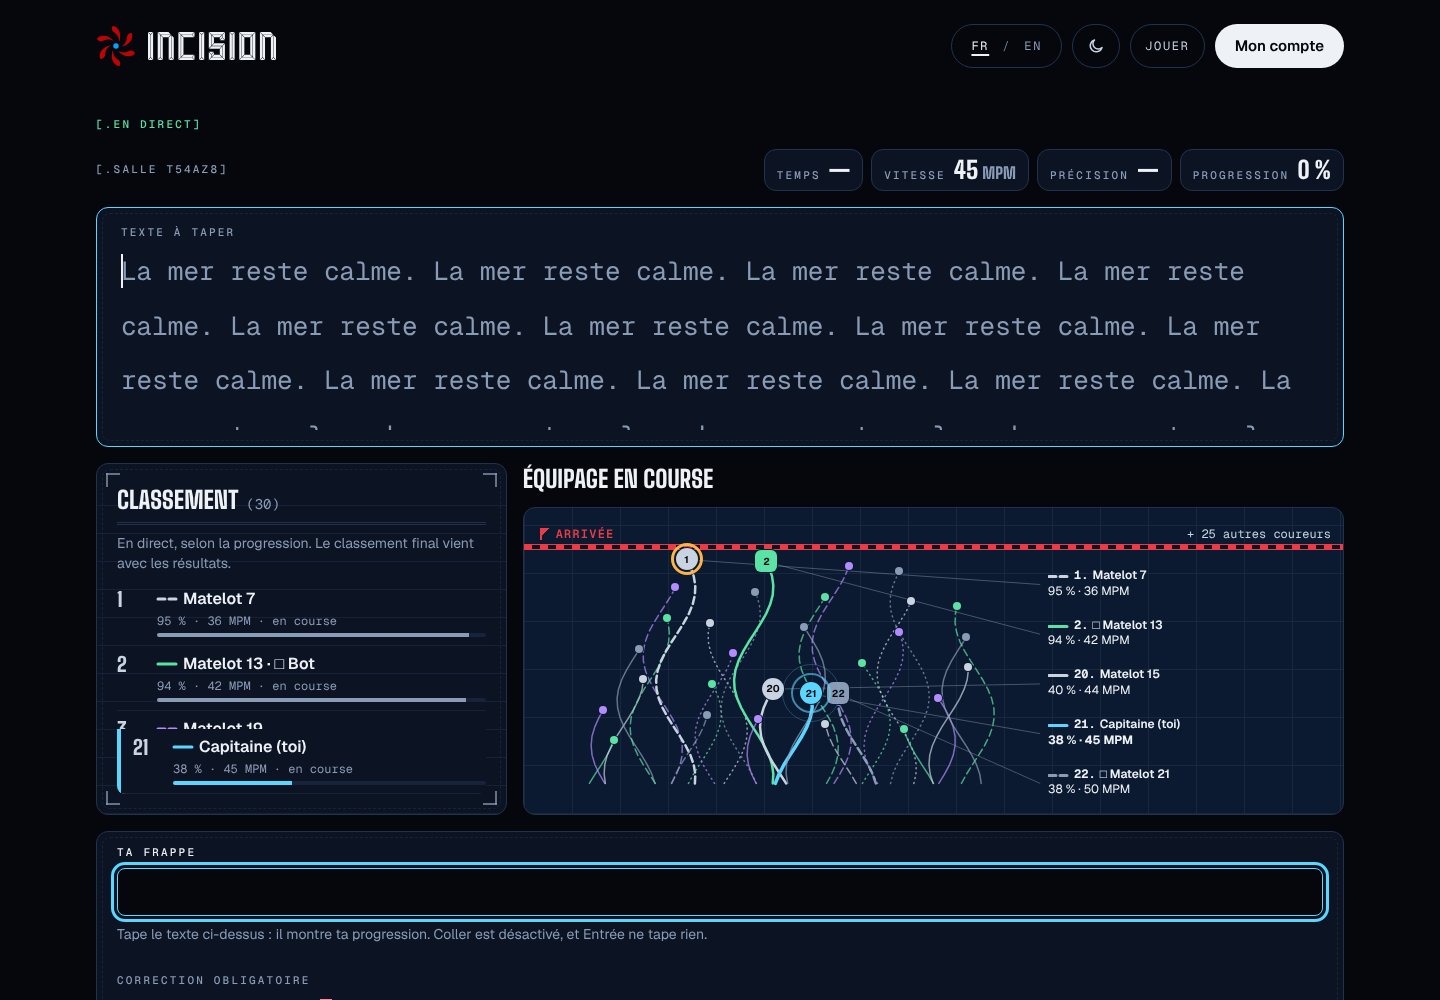 INCISION
FR / EN
JOUER
Mon compte
[.EN DIRECT]
[.SALLE T54AZ8]
TEMPS —
VITESSE 45 MPM
PRÉCISION —
PROGRESSION 0 %
TEXTE À TAPER
La mer reste calme. La mer reste calme. La mer reste calme. La mer reste
calme. La mer reste calme. La mer reste calme. La mer reste calme. La mer
reste calme. La mer reste calme. La mer reste calme. La mer reste calme. La
CLASSEMENT (30)
En direct, selon la progression. Le classement final vient
avec les résultats.
1 Matelot 7
95 % · 36 MPM · en course
2 Matelot 13 · □ Bot
94 % · 42 MPM · en course
3 Matelot 19
21 Capitaine (toi)
38 % · 45 MPM · en course
ÉQUIPAGE EN COURSE
ARRIVÉE
+ 25 autres coureurs
1
2
20
21
22
1. Matelot 7
95 % · 36 MPM
2. □ Matelot 13
94 % · 42 MPM
20. Matelot 15
40 % · 44 MPM
21. Capitaine (toi)
38 % · 45 MPM
22. □ Matelot 21
38 % · 50 MPM
TA FRAPPE
Tape le texte ci-dessus : il montre ta progression. Coller est désactivé, et Entrée ne tape rien.
CORRECTION OBLIGATOIRE